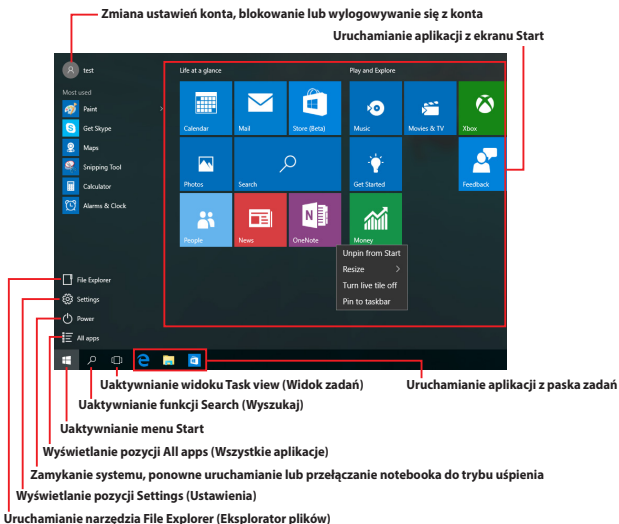 Zmiana ustawień konta, blokowanie lub wylogowywanie się z konta
Uruchamianie aplikacji z ekranu Start
test
Life at a glance
Play and Explore
Most used
Paint
Get Skype
Maps
Snipping Tool
Calculator
Alarms & Clock
Calendar
Mail
Store (Beta)
Music
Movies & TV
Xbox
Photos
Search
Get Started
Feedback
People
News
OneNote
Money
Unpin from Start
Resize
Turn live tile off
Pin to taskbar
File Explorer
Settings
Power
All apps
Uaktywnianie widoku Task view (Widok zadań)
Uruchamianie aplikacji z paska zadań
Uaktywnianie funkcji Search (Wyszukaj)
Uaktywnianie menu Start
Wyświetlanie pozycji All apps (Wszystkie aplikacje)
Zamykanie systemu, ponowne uruchamianie lub przełączanie notebooka do trybu uśpienia
Wyświetlanie pozycji Settings (Ustawienia)
Uruchamianie narzędzia File Explorer (Eksplorator plików)